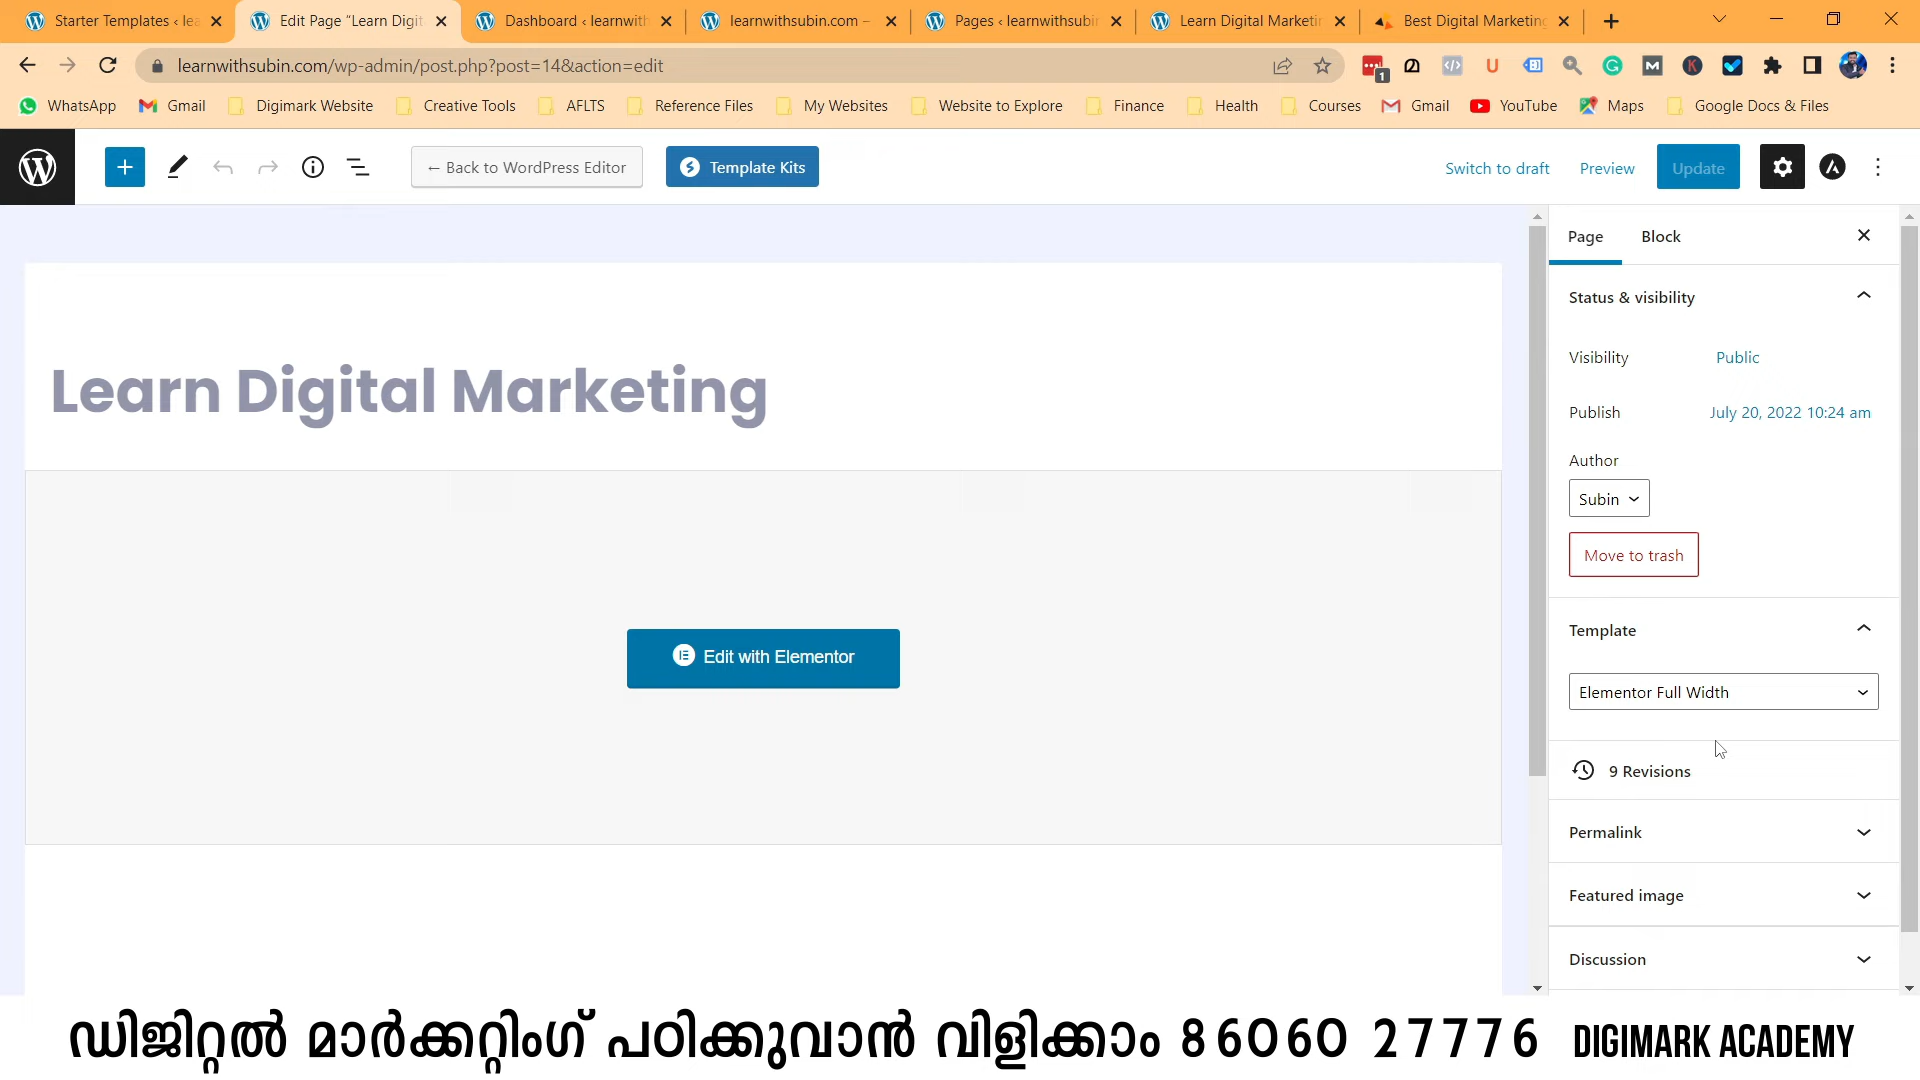 Starter Templates ‹ lea
Edit Page “Learn Digit
Dashboard ‹ learnwith
learnwithsubin.com –
Pages ‹ learnwithsubin
Learn Digital Marketin
Best Digital Marketing
learnwithsubin.com/wp-admin/post.php?post=14&action=edit
1
WhatsApp
Gmail
Digimark Website
Creative Tools
AFLTS
Reference Files
My Websites
Website to Explore
Finance
Health
Courses
Gmail
YouTube
Maps
Google Docs & Files
← Back to WordPress Editor
Template Kits
Switch to draft
Preview
Update
Page
Block
Status & visibility
Visibility
Public
Publish
July 20, 2022 10:24 am
Author
Subin
Move to trash
Learn Digital Marketing
Edit with Elementor
Template
Elementor Full Width
9 Revisions
Permalink
Featured image
Discussion
ഡിജിറ്റൽ മാർക്കറ്റിംഗ് പഠിക്കുവാൻ വിളിക്കാം 86060 27776 DIGIMARK ACADEMY